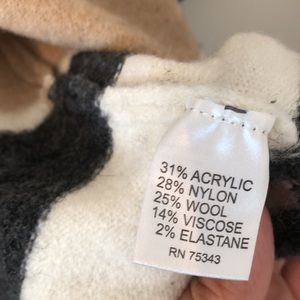 31% ACRYLIC
28% NYLON
25% WOOL
14% VISCOSE
2% ELASTANE
RN 75343